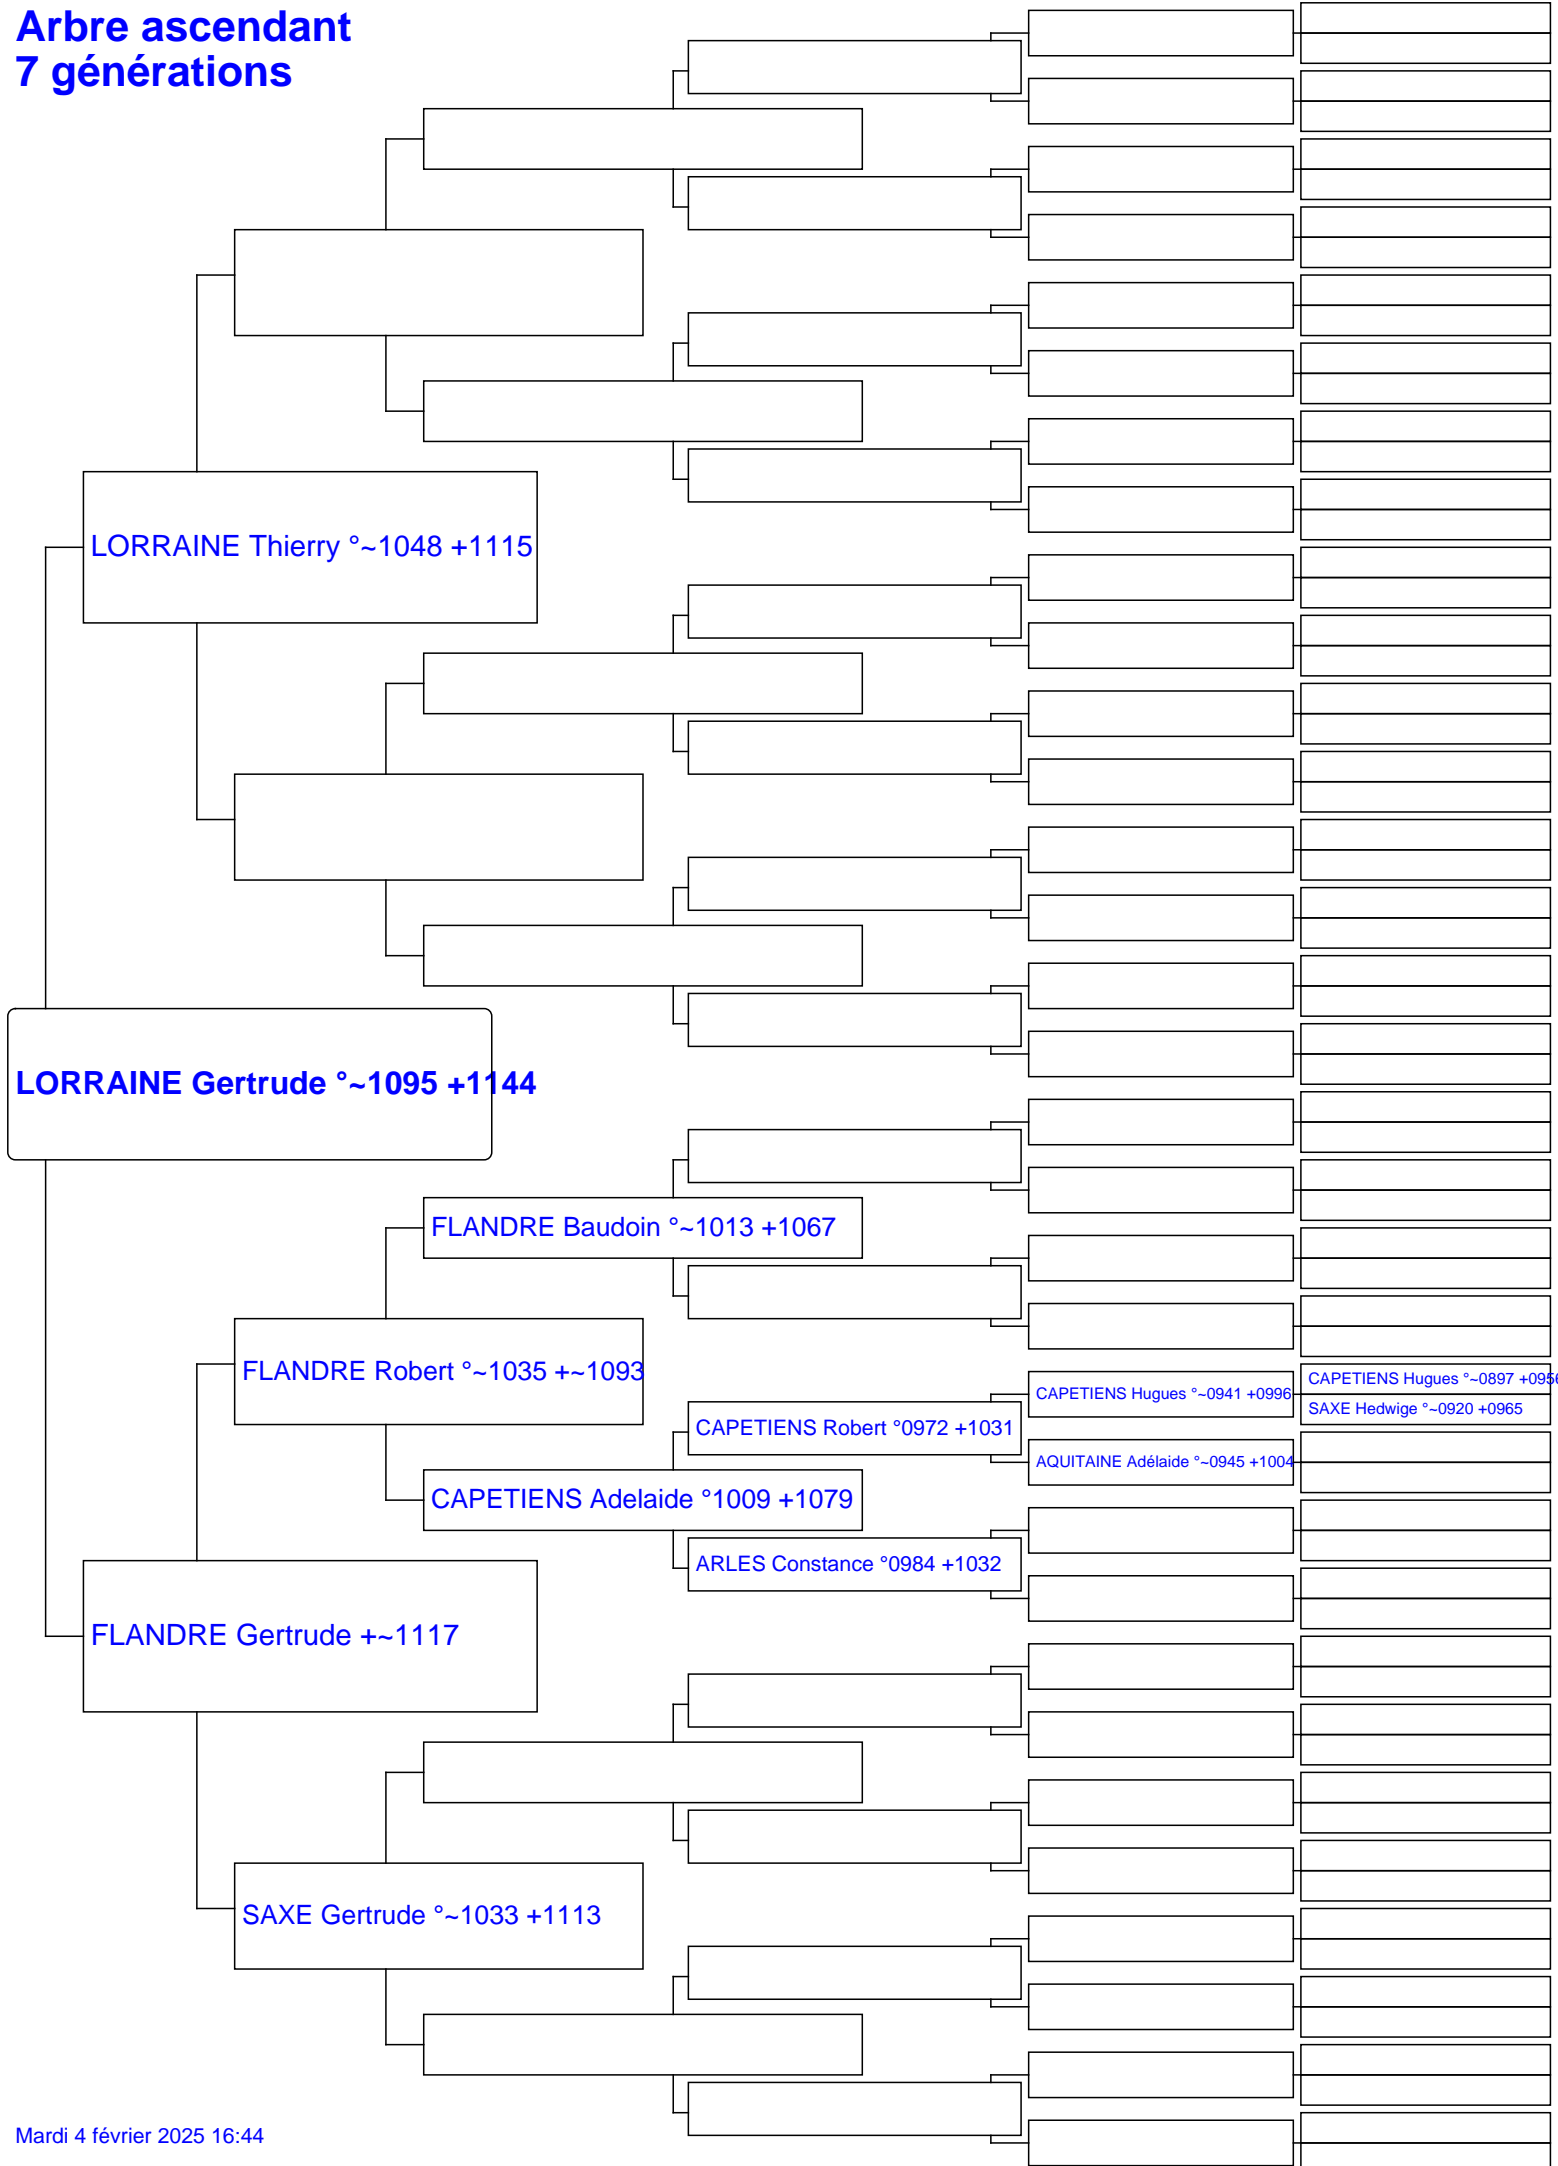 Arbre ascendant
7 générations
LORRAINE Thierry °~1048 +1115
LORRAINE Gertrude °~1095 +1144
FLANDRE Baudoin °~1013 +1067
FLANDRE Robert °~1035 +~1093
CAPETIENS Hugues °~0897 +0956
CAPETIENS Hugues °~0941 +0996
SAXE Hedwige °~0920 +0965
CAPETIENS Robert °0972 +1031
AQUITAINE Adélaide °~0945 +1004
CAPETIENS Adelaide °1009 +1079
ARLES Constance °0984 +1032
FLANDRE Gertrude +~1117
SAXE Gertrude °~1033 +1113
Mardi 4 février 2025 16:44